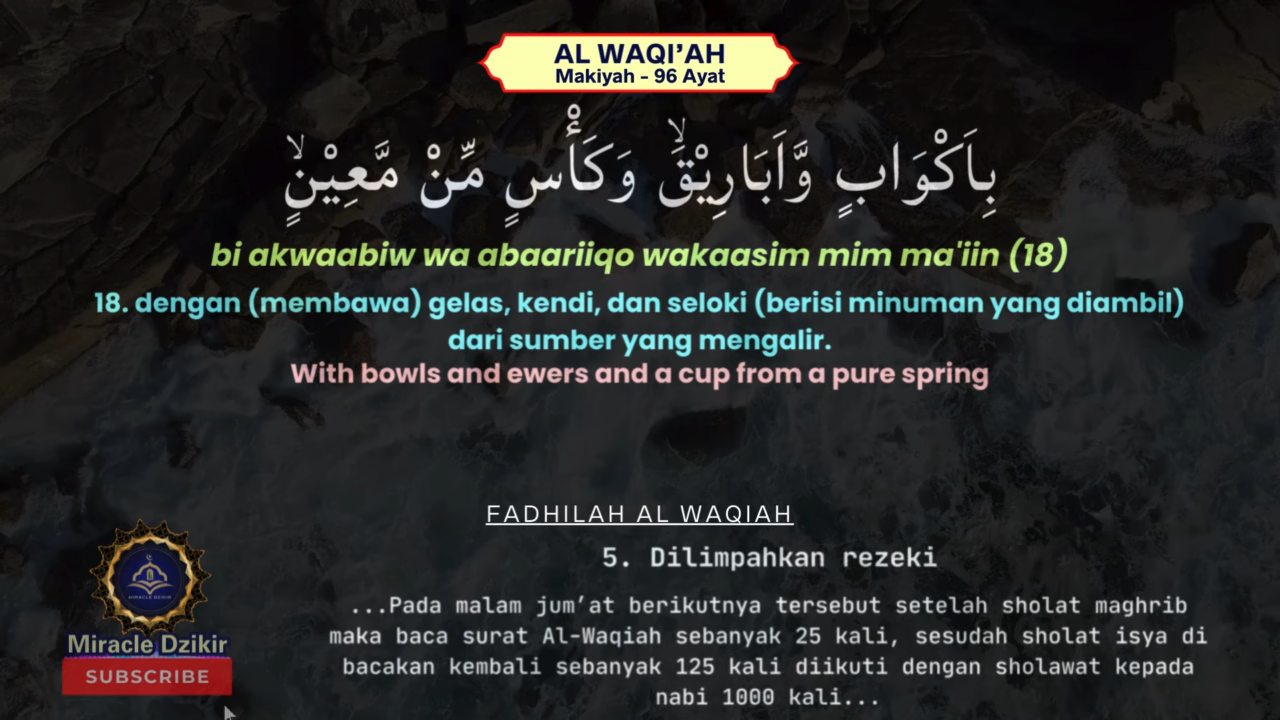 AL WAQI’AH
Makiyah - 96 Ayat
بِاَكْوَابٍ وَّاَبَارِيْقَۙ وَكَأْسٍ مِّنْ مَّعِيْنٍۙ
bi akwaabiw wa abaariiqo wakaasim mim ma'iin (18)
18. dengan (membawa) gelas, kendi, dan seloki (berisi minuman yang diambil)
dari sumber yang mengalir.
With bowls and ewers and a cup from a pure spring
FADHILAH AL WAQIAH
5. Dilimpahkan rezeki
...Pada malam jum’at berikutnya tersebut setelah sholat maghrib
maka baca surat Al-Waqiah sebanyak 25 kali, sesudah sholat isya di
bacakan kembali sebanyak 125 kali diikuti dengan sholawat kepada
nabi 1000 kali...
MIRACLE DZIKIR
Miracle Dzikir
SUBSCRIBE